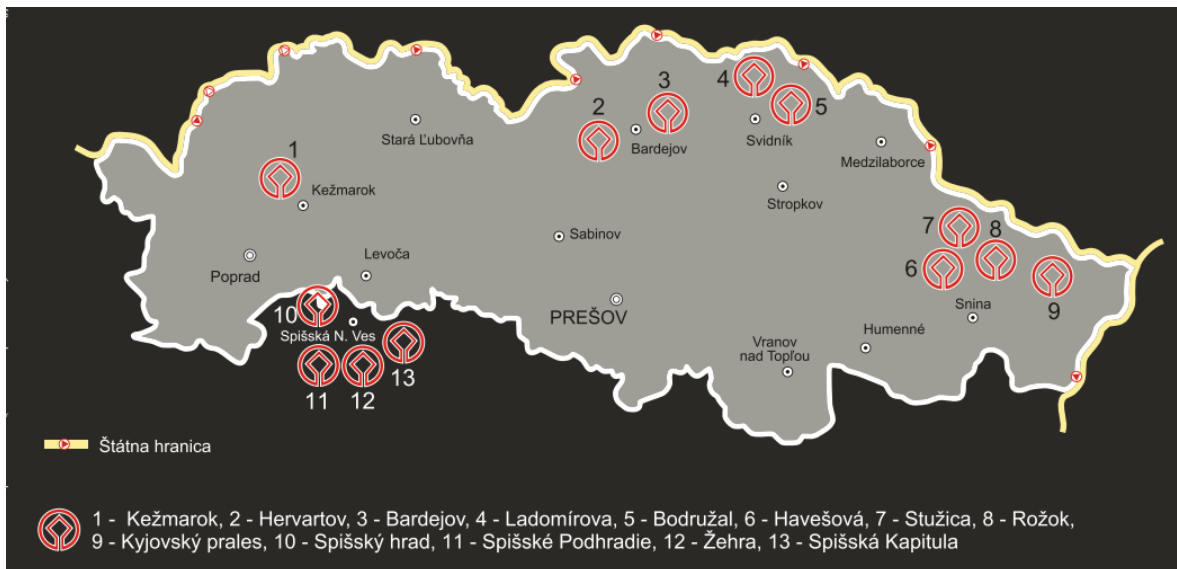 4
3
5
2
Stará Ľubovňa
Bardejov
Svidník
Medzilaborce
1
Kežmarok
Stropkov
7
8
Sabinov
Levoča
6
Poprad
9
Snina
10
PREŠOV
Spišská N. Ves
Humenné
13
Vranov
nad Topľou
11
12
Štátna hranica
1 - Kežmarok, 2 - Hervartov, 3 - Bardejov, 4 - Ladomírova, 5 - Bodružal, 6 - Havešová, 7 - Stužica, 8 - Rožok,
9 - Kyjovský prales, 10 - Spišský hrad, 11 - Spišské Podhradie, 12 - Žehra, 13 - Spišská Kapitula